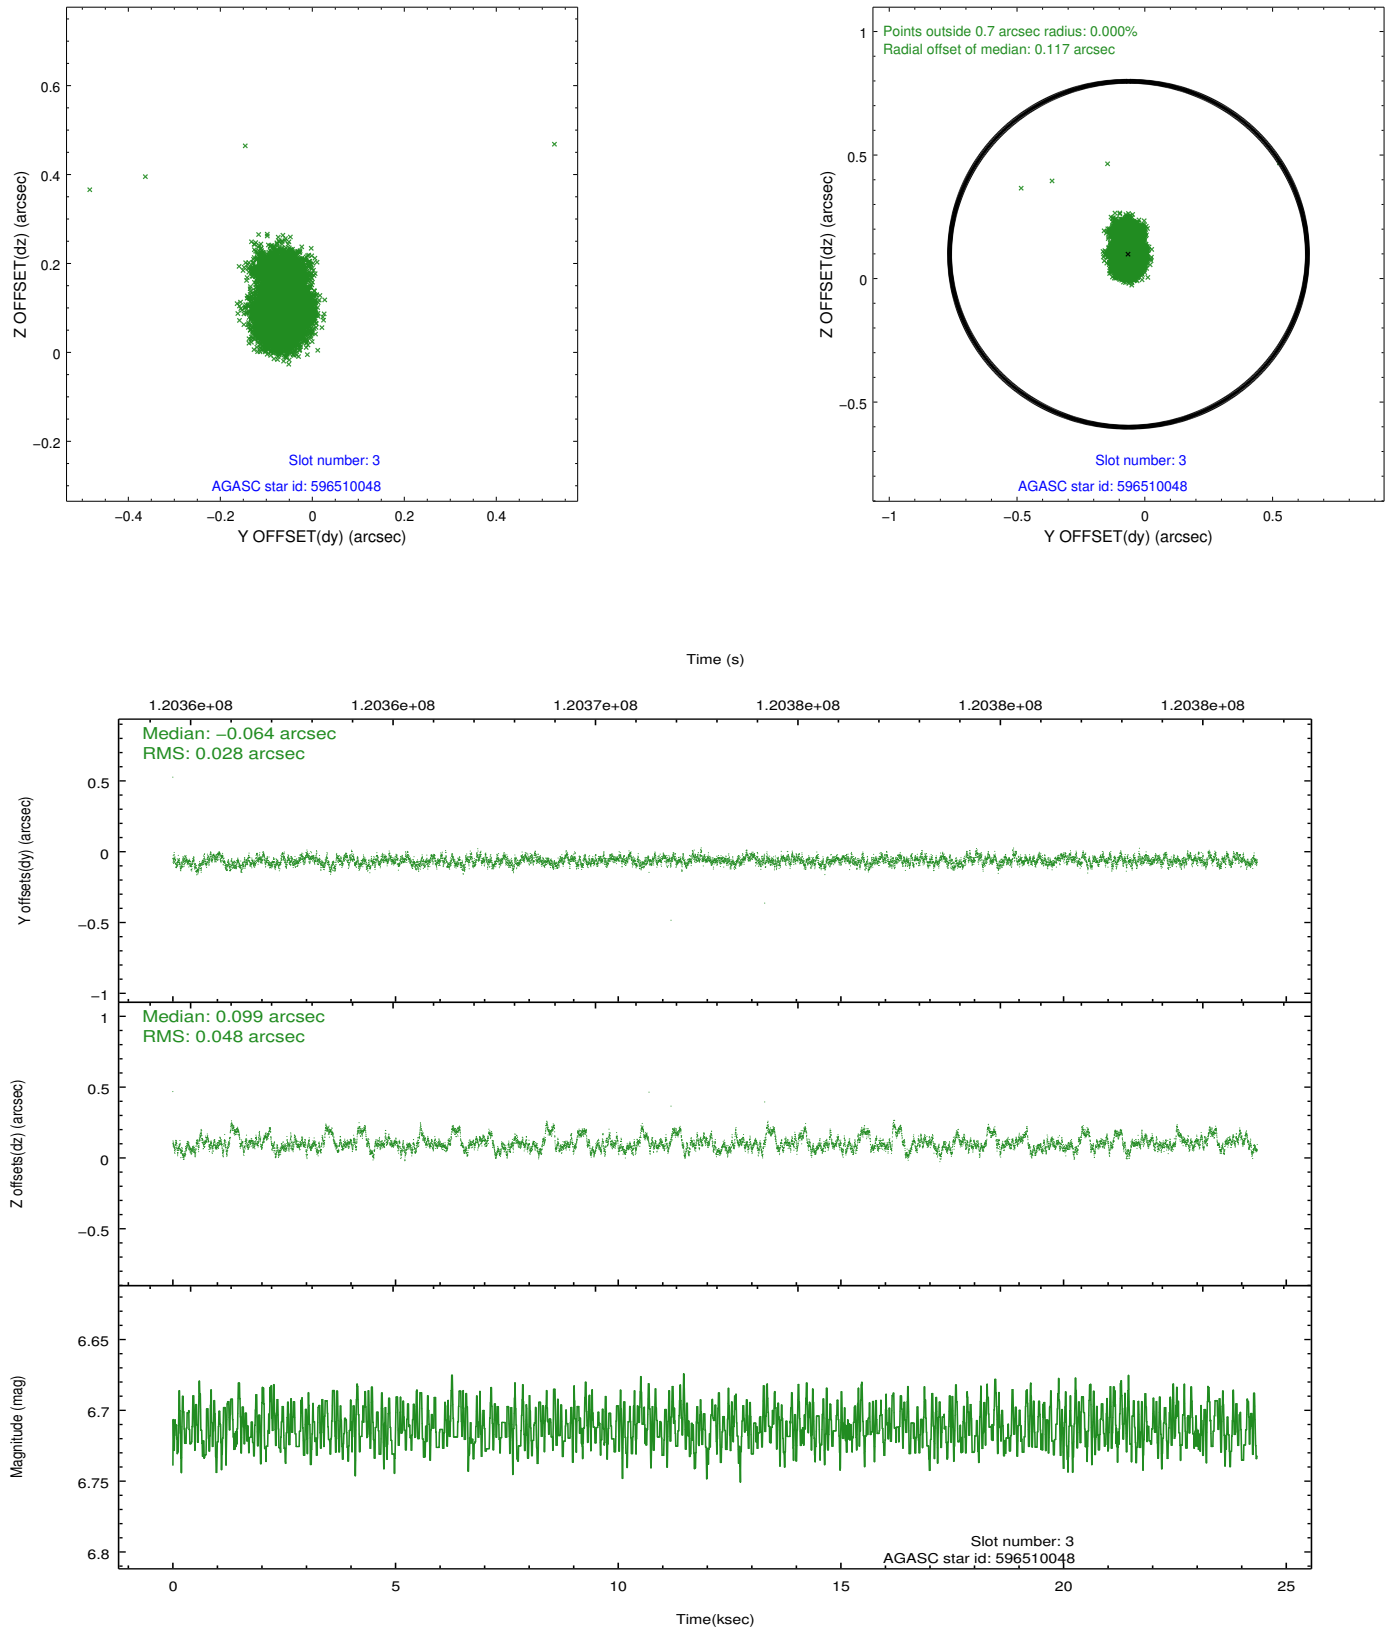 0.6
0.4
0.2
0
−0.2
Z OFFSET(dz) (arcsec)
Slot number: 3
AGASC star id: 596510048
−0.4 −0.2 0 0.2 0.4
Y OFFSET(dy) (arcsec)
Points outside 0.7 arcsec radius: 0.000%
Radial offset of median: 0.117 arcsec
1
0.5
0
−0.5
Z OFFSET(dz) (arcsec)
Slot number: 3
AGASC star id: 596510048
−1 −0.5 0 0.5
Y OFFSET(dy) (arcsec)
Time (s)
1.2036e+08 1.2036e+08 1.2037e+08 1.2038e+08 1.2038e+08 1.2038e+08
Median: −0.064 arcsec
RMS: 0.028 arcsec
0.5
0
−0.5
−1
Y offsets(dy) (arcsec)
Median: 0.099 arcsec
RMS: 0.048 arcsec
1
0.5
0
−0.5
Z offsets(dz) (arcsec)
6.65
6.7
6.75
6.8
Magnitude (mag)
Slot number: 3
AGASC star id: 596510048
0 5 10 15 20 25
Time(ksec)